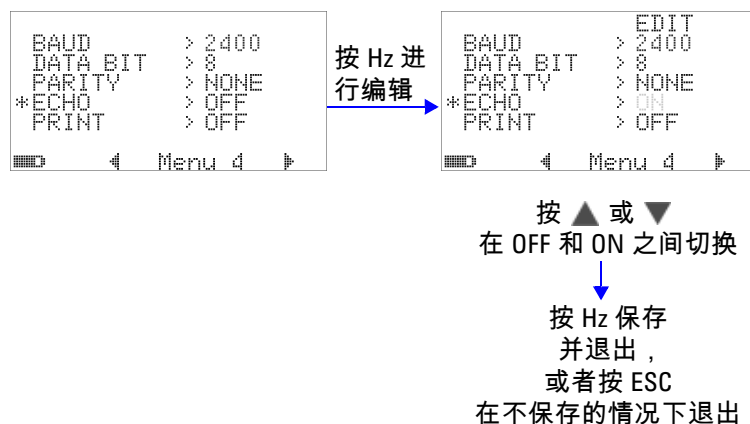 BAUD > 2400
DATA BIT > 8
PARITY > NONE
*ECHO > OFF
PRINT > OFF
Menu 4
按 Hz 进
行编辑
EDIT
BAUD > 2400
DATA BIT > 8
PARITY > NONE
*ECHO > ON
PRINT > OFF
Menu 4
按 ▲ 或 ▼
在 OFF 和 ON 之间切换
按 Hz 保存
并退出，
或者按 ESC
在不保存的情况下退出